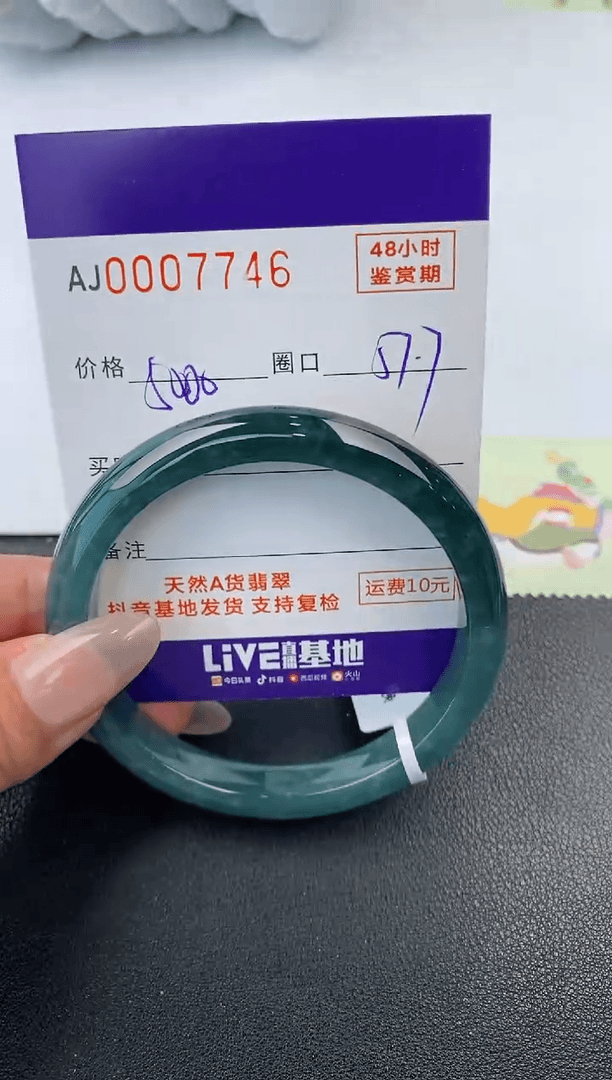 AJ0007746
48小时
鉴赏期
价格 5000 圈口 57.7
买
备注
天然A货翡翠
抖音基地发货 支持复检
运费10元
LiVE直播基地
今日头条 抖音 西瓜视频 火山